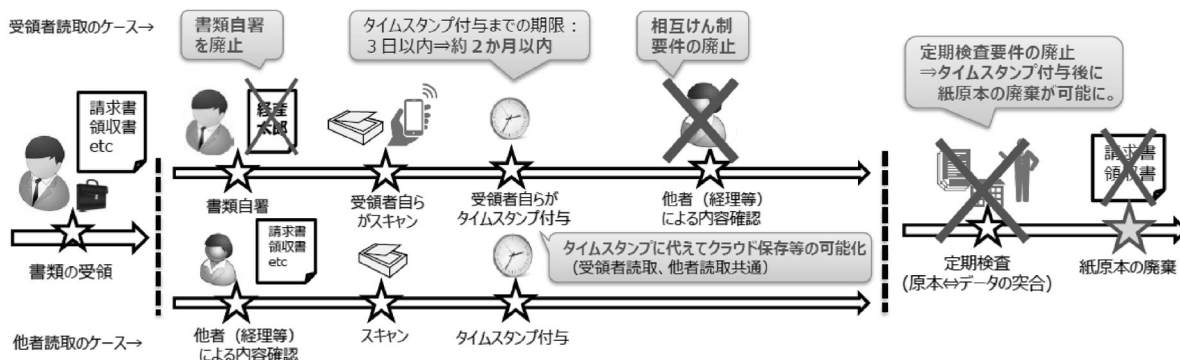 受領者読取のケース→
書類自署
を廃止
タイムスタンプ付与までの期限：
３日以内⇒約２か月以内
相互けん制
要件の廃止
定期検査要件の廃止
⇒タイムスタンプ付与後に
紙原本の廃棄が可能に。
請求書
領収書
etc
経産
太郎
請求書
領収書
書類自署
受領者自ら
がスキャン
受領者自らが
タイムスタンプ付与
他者（経理等）
による内容確認
書類の受領
請求書
領収書
etc
タイムスタンプに代えてクラウド保存等の可能化
(受領者読取、他者読取共通)
定期検査
(原本⇔データの突合)
紙原本の廃棄
他者読取のケース→
他者（経理等）
による内容確認
スキャン
タイムスタンプ付与